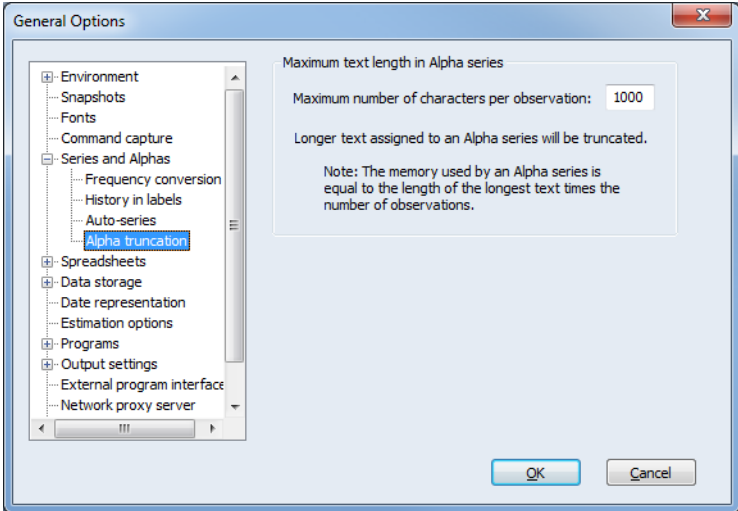 General Options
Environment
Snapshots
Fonts
Command capture
Series and Alphas
Frequency conversion
History in labels
Auto-series
Alpha truncation
Spreadsheets
Data storage
Date representation
Estimation options
Programs
Output settings
External program interface
Network proxy server
Maximum text length in Alpha series
Maximum number of characters per observation: 1000
Longer text assigned to an Alpha series will be truncated.
Note: The memory used by an Alpha series is
equal to the length of the longest text times the
number of observations.
OK
Cancel